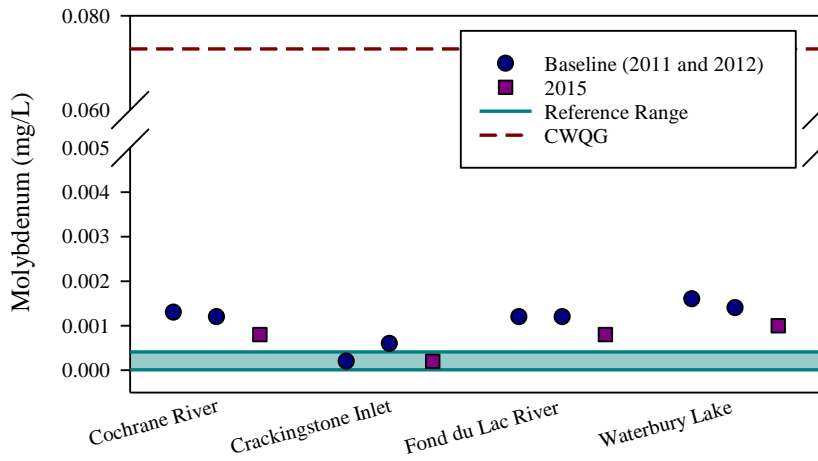 0.080
0.060
0.005
0.004
0.003
0.002
0.001
0.000
Molybdenum (mg/L)
Baseline (2011 and 2012)
2015
Reference Range
CWQG
Cochrane River
Crackingstone Inlet
Fond du Lac River
Waterbury Lake